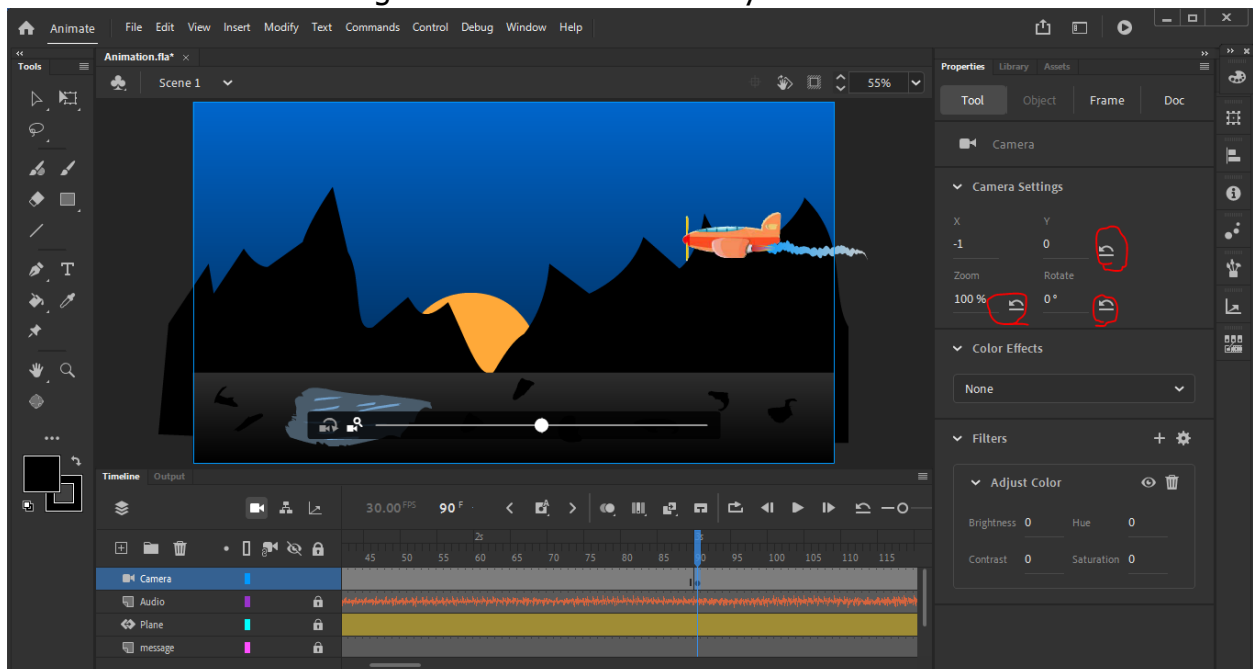 Animate File Edit View Insert Modify Text Commands Control Debug Window Help
Animation.fla* ×
Tools
Scene 1
55%
Properties Library Assets
Tool Object Frame Doc
Camera
Camera Settings
X Y
-1 0
Zoom Rotate
100 % 0°
Color Effects
None
Filters
Adjust Color
Brightness 0 Hue 0
Contrast 0 Saturation 0
Timeline Output
30.00 FPS 90 F
2s 3s
45 50 55 60 65 70 75 80 85 90 95 100 105 110 115
Camera
Audio
Plane
message